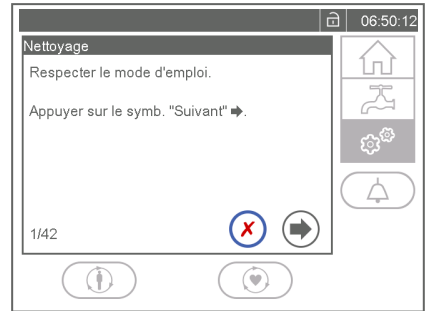 06:50:12
Nettoyage
Respecter le mode d'emploi.
Appuyer sur le symb. "Suivant" ➡.
1/42